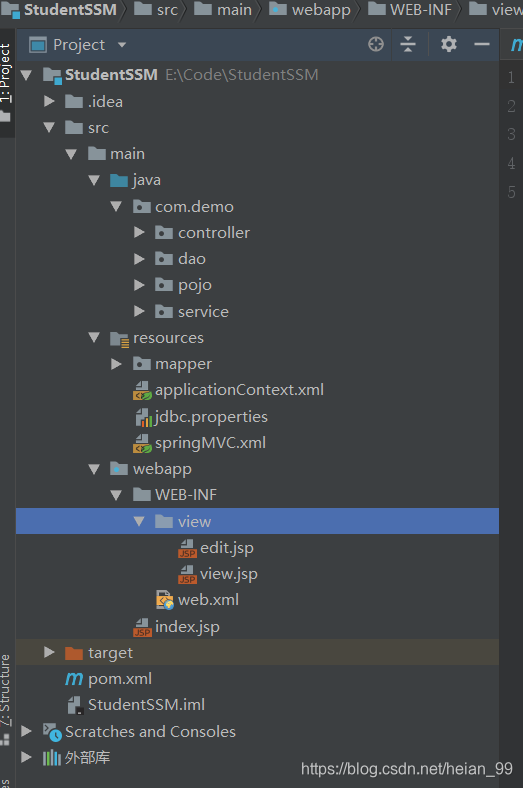 StudentSSM src main webapp WEB-INF view
Project
1: Project
1
2
3
4
5
StudentSSM E:\Code\StudentSSM
.idea
src
main
java
com.demo
controller
dao
pojo
service
resources
mapper
applicationContext.xml
jdbc.properties
springMVC.xml
webapp
WEB-INF
view
edit.jsp
view.jsp
web.xml
index.jsp
target
pom.xml
StudentSSM.iml
Scratches and Consoles
外部库
7: Structure
https://blog.csdn.net/heian_99